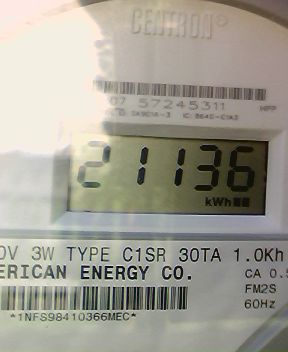 CENTRON®
07 57245311
21136
kWh
0V 3W TYPE C1SR 30TA 1.0Kh
ERICAN ENERGY CO.
CA 0.5
FM2S
60Hz
*1NFS98410366MEC*